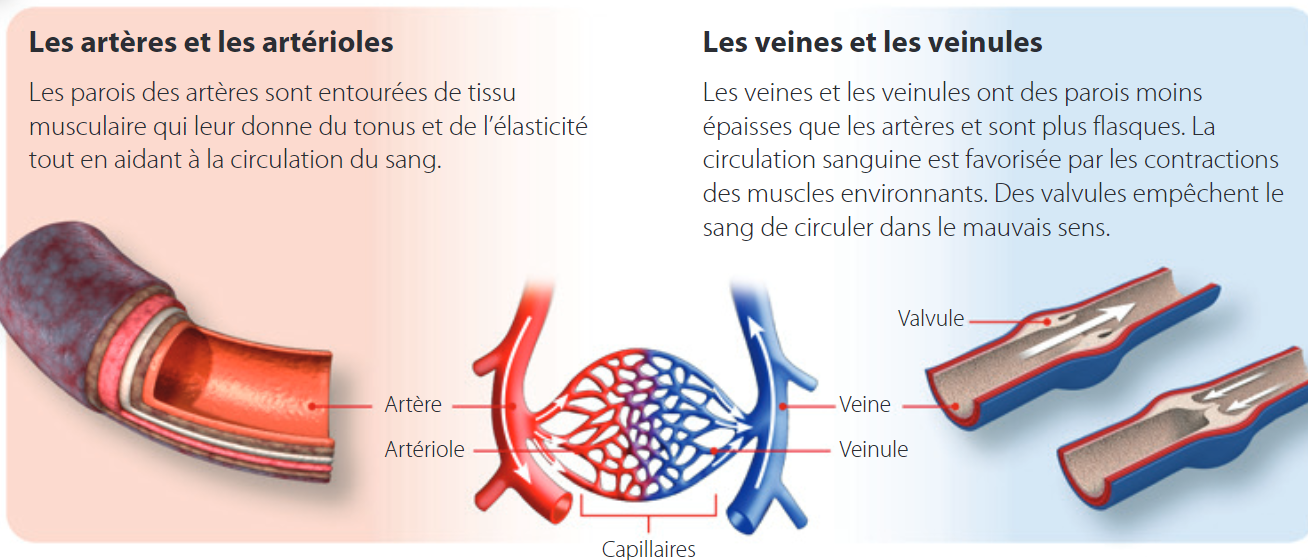 Les artères et les artérioles
Les parois des artères sont entourées de tissu
musculaire qui leur donne du tonus et de l’élasticité
tout en aidant à la circulation du sang.
Les veines et les veinules
Les veines et les veinules ont des parois moins
épaisses que les artères et sont plus flasques. La
circulation sanguine est favorisée par les contractions
des muscles environnants. Des valvules empêchent le
sang de circuler dans le mauvais sens.
Valvule
Artère
Veine
Artériole
Veinule
Capillaires